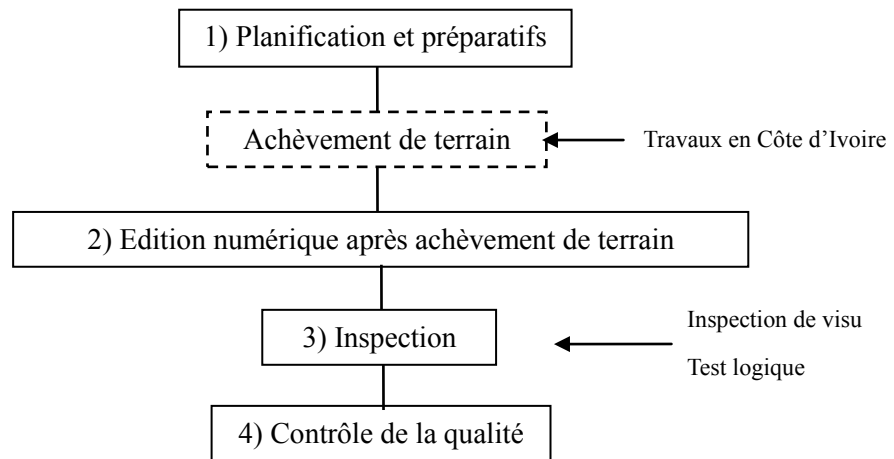 1) Planification et préparatifs
Achèvement de terrain
Travaux en Côte d’Ivoire
2) Edition numérique après achèvement de terrain
3) Inspection
Inspection de visu
Test logique
4) Contrôle de la qualité